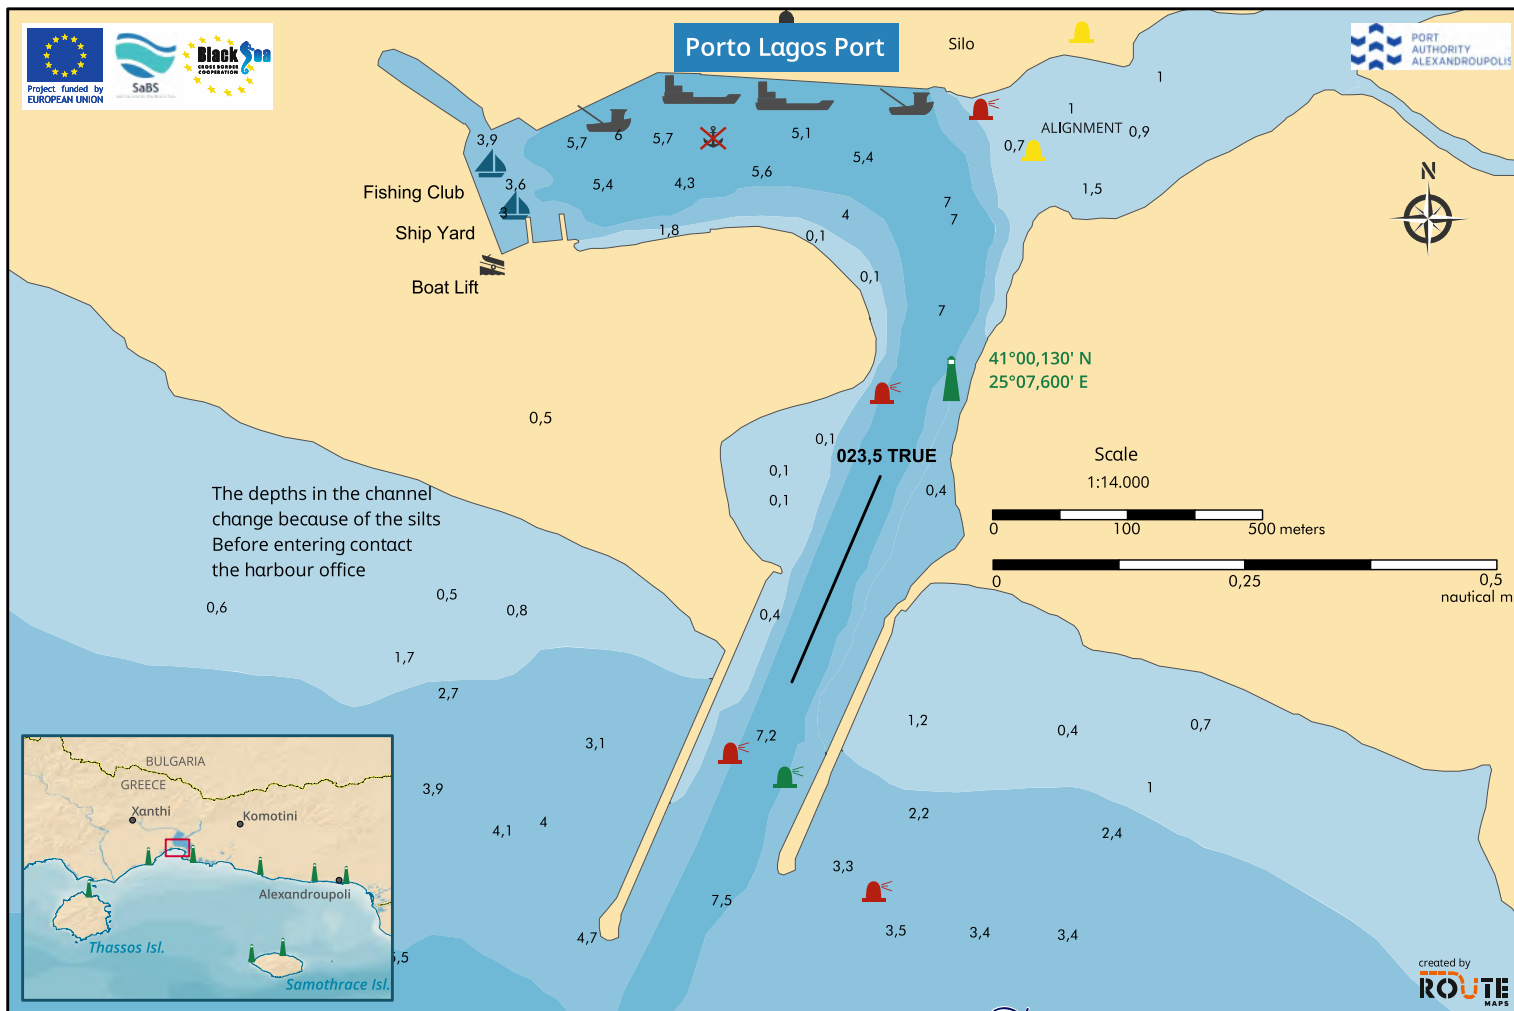 Project funded by
EUROPEAN UNION
SaBS
Black Sea
CROSS BORDER
COOPERATION
Porto Lagos Port
Silo
PORT
AUTHORITY
ALEXANDROUPOLIS
1
1
ALIGNMENT 0,9
0,7
1,5
N
3,9
5,7
6
5,7
5,1
5,4
5,6
3,6
5,4
4,3
3
4
7
7
1,8
0,1
0,1
7
Fishing Club
Ship Yard
Boat Lift
41°00,130' N
25°07,600' E
0,5
0,1
023,5 TRUE
0,1
0,1
0,4
Scale
1:14.000
0 100 500 meters
0 0,25 0,5
nautical m
The depths in the channel
change because of the silts
Before entering contact
the harbour office
0,6
0,5
0,8
0,4
1,7
2,7
3,1
7,2
1,2
0,4
0,7
3,9
4,1
4
1
2,2
2,4
3,3
7,5
4,7
3,5
3,4
3,4
5,5
BULGARIA
GREECE
Xanthi
Komotini
Alexandroupoli
Thassos Isl.
Samothrace Isl.
created by
ROUTE
MAPS